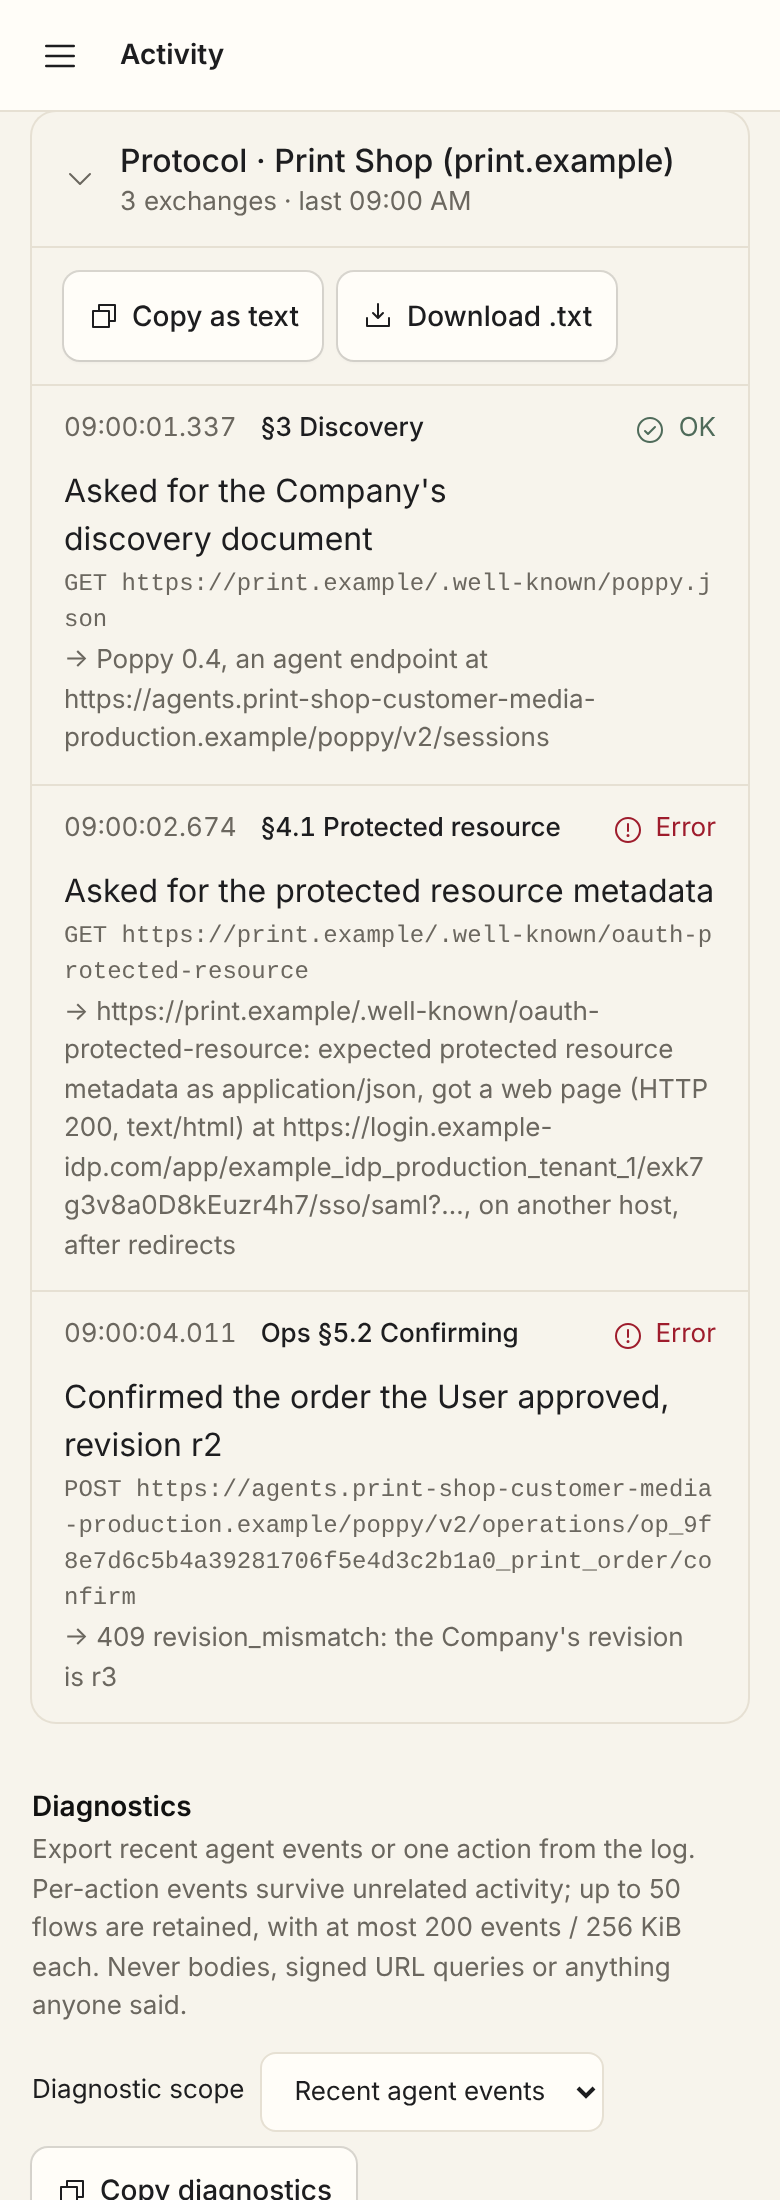 Activity
Protocol · Print Shop (print.example)
3 exchanges · last 09:00 AM
Copy as text
Download .txt
09:00:01.337 §3 Discovery OK
Asked for the Company's
discovery document
GET https://print.example/.well-known/poppy.j
son
→ Poppy 0.4, an agent endpoint at
https://agents.print-shop-customer-media-
production.example/poppy/v2/sessions
09:00:02.674 §4.1 Protected resource Error
Asked for the protected resource metadata
GET https://print.example/.well-known/oauth-p
rotected-resource
→ https://print.example/.well-known/oauth-
protected-resource: expected protected resource
metadata as application/json, got a web page (HTTP
200, text/html) at https://login.example-
idp.com/app/example_idp_production_tenant_1/exk7
g3v8a0D8kEuzr4h7/sso/saml?…, on another host,
after redirects
09:00:04.011 Ops §5.2 Confirming Error
Confirmed the order the User approved,
revision r2
POST https://agents.print-shop-customer-media
-production.example/poppy/v2/operations/op_9f
8e7d6c5b4a39281706f5e4d3c2b1a0_print_order/co
nfirm
→ 409 revision_mismatch: the Company's revision
is r3
Diagnostics
Export recent agent events or one action from the log.
Per-action events survive unrelated activity; up to 50
flows are retained, with at most 200 events / 256 KiB
each. Never bodies, signed URL queries or anything
anyone said.
Diagnostic scope Recent agent events
Copy diagnostics